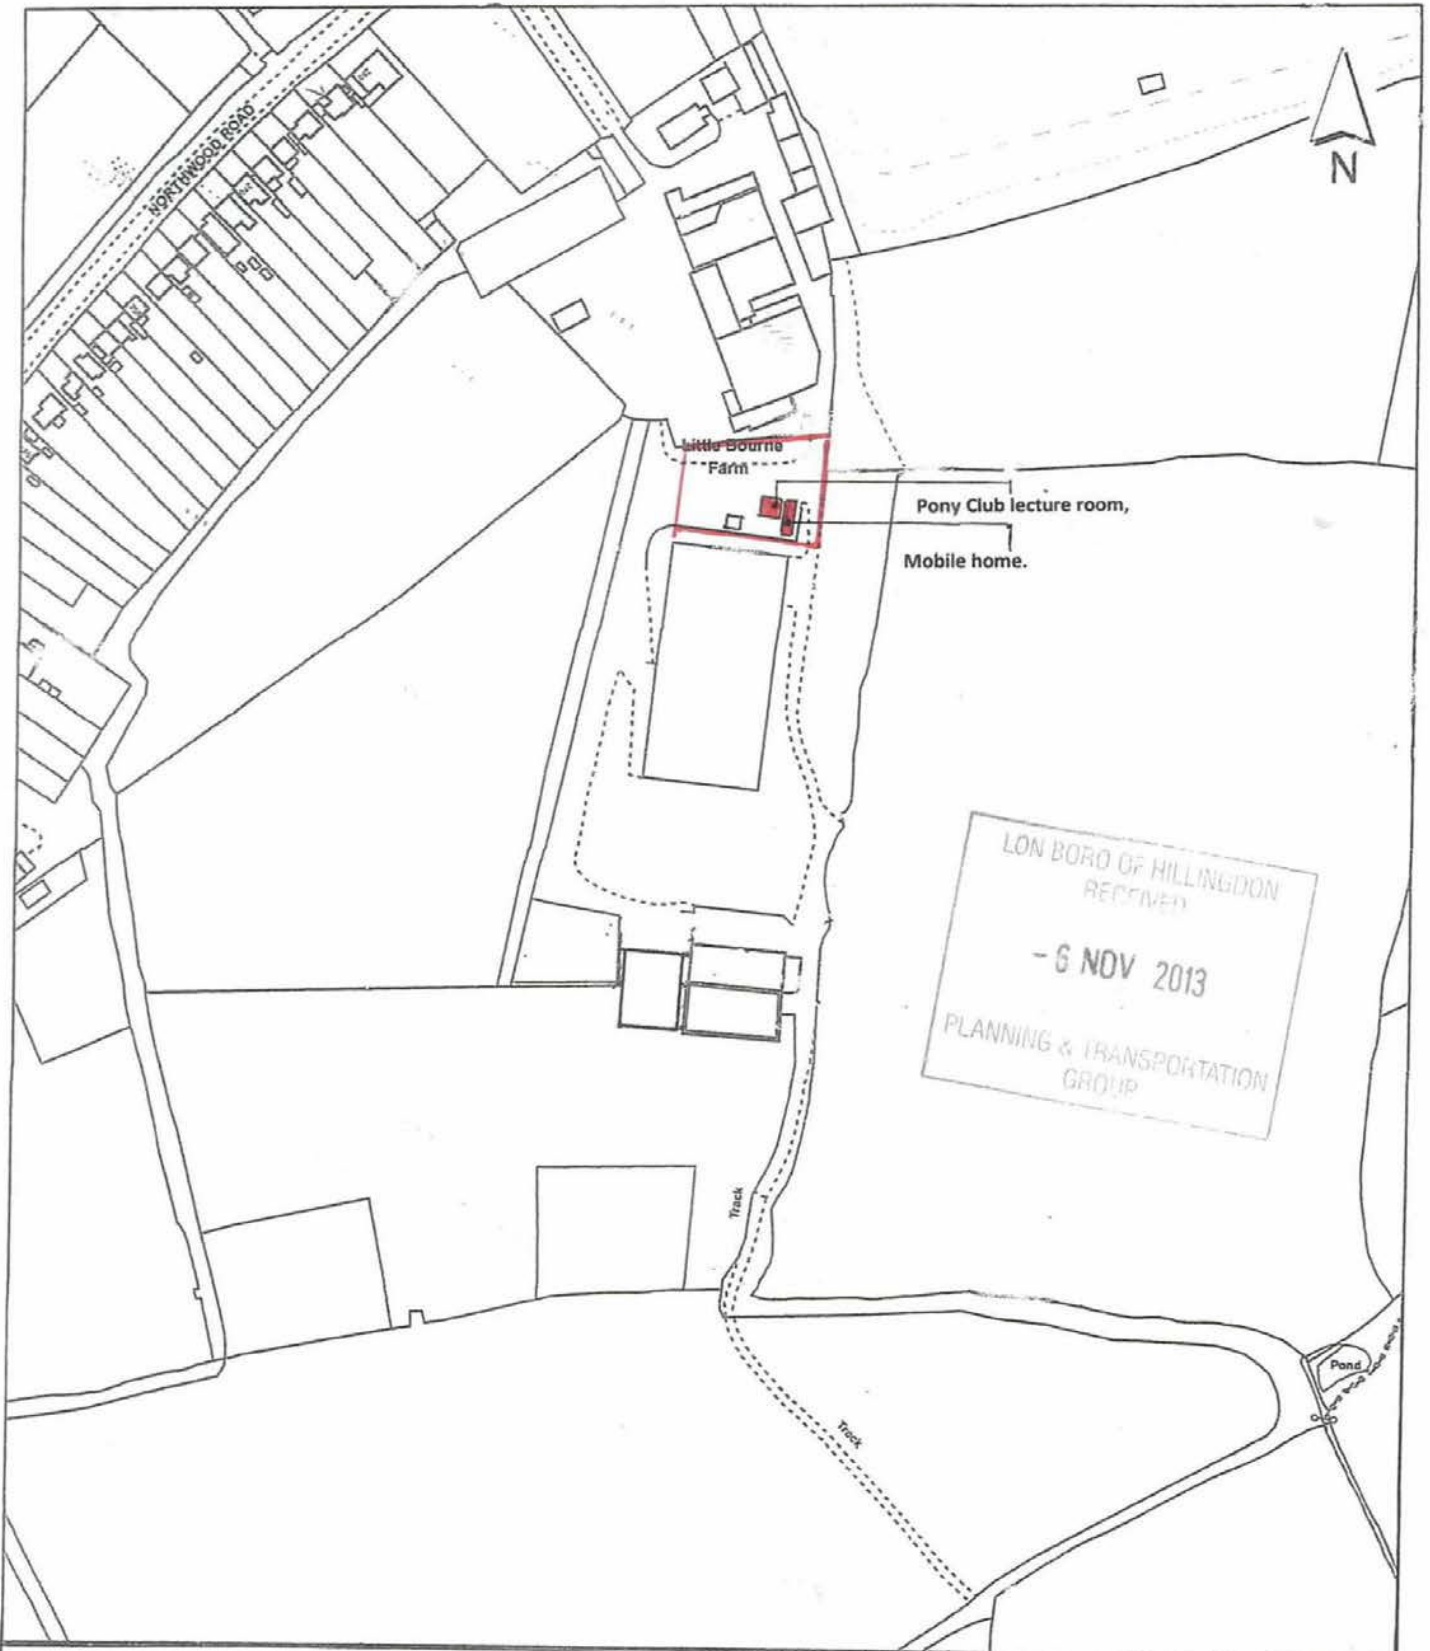 NORTHWOOD ROAD
N
Little Bourne
Farm
Pony Club lecture room,
Mobile home.
LON BORO OF HILLINGDON
RECEIVED
- 6 NOV 2013
PLANNING & TRANSPORTATION
GROUP
Track
Pond
Track